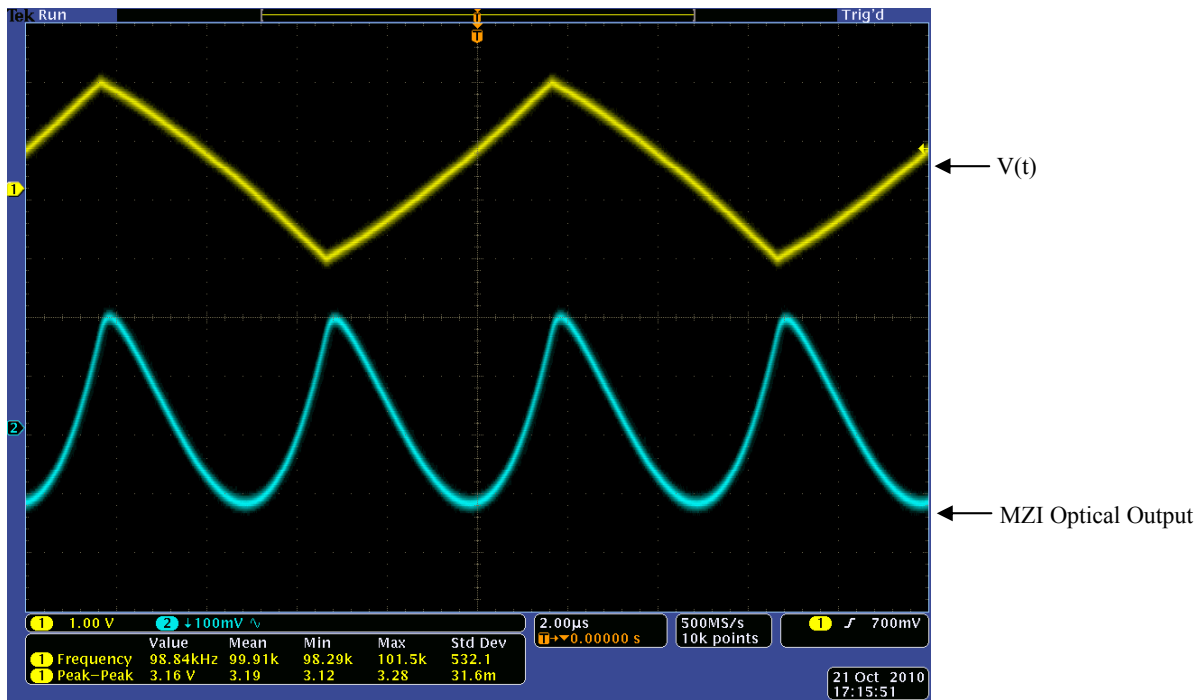 Tek Run Trig'd
T
T
1
V(t)
2
MZI Optical Output
1 1.00 V 2 ↓100mV ∿ 2.00µs 500MS/s 1 ʃ 700mV
T→▼0.00000 s 10k points
Value Mean Min Max Std Dev
1 Frequency 98.84kHz 99.91k 98.29k 101.5k 532.1
1 Peak–Peak 3.16 V 3.19 3.12 3.28 31.6m
21 Oct 2010
17:15:51